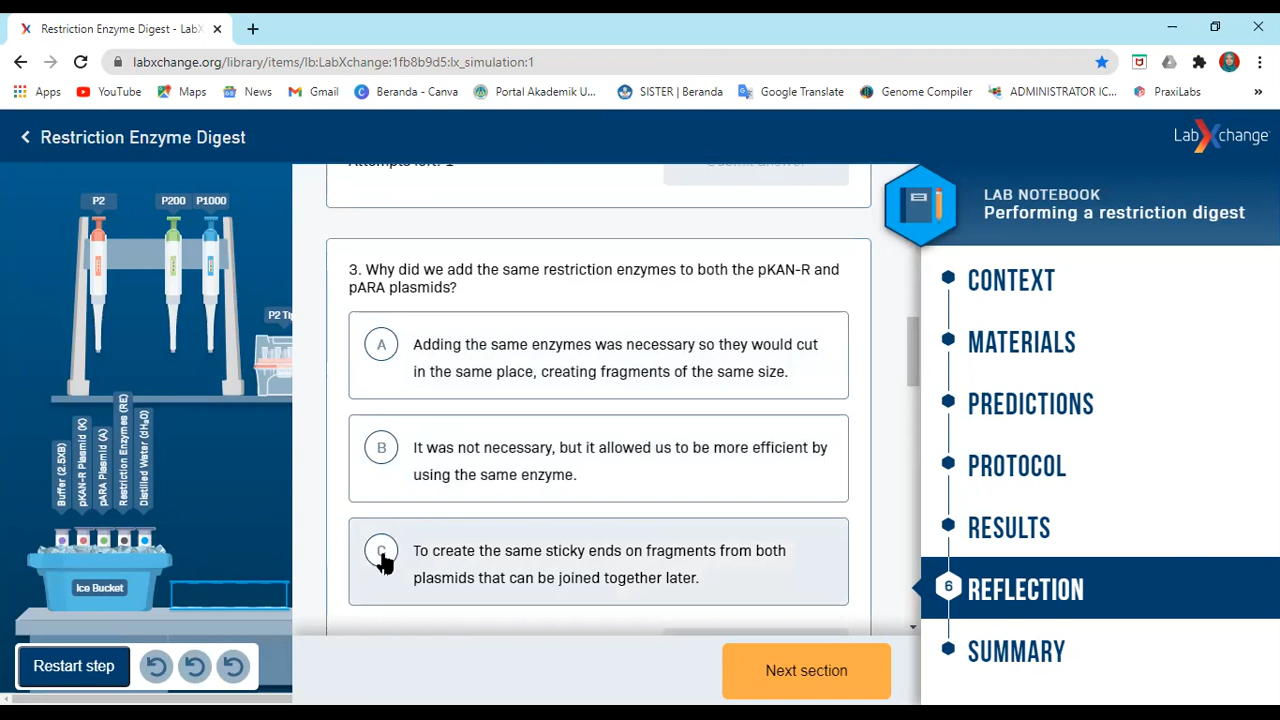 Restriction Enzyme Digest - LabX
labxchange.org/library/items/lb:LabXchange:1fb8b9d5:lx_simulation:1
Apps YouTube Maps News Gmail Beranda - Canva Portal Akademik U... SISTER | Beranda Google Translate Genome Compiler ADMINISTRATOR IC... PraxiLabs »
Restriction Enzyme Digest
LabXchange
P2 P200 P1000
P2 Ti
Buffer (2.5XB)
pKAN-R Plasmid (K)
pARA Plasmid (A)
Restriction Enzymes (RE)
Distilled Water (dH₂O)
Ice Bucket
Restart step
Attempts left: 1
Submit answer
3. Why did we add the same restriction enzymes to both the pKAN-R and
pARA plasmids?
A
Adding the same enzymes was necessary so they would cut
in the same place, creating fragments of the same size.
B
It was not necessary, but it allowed us to be more efficient by
using the same enzyme.
C
To create the same sticky ends on fragments from both
plasmids that can be joined together later.
Next section
LAB NOTEBOOK
Performing a restriction digest
CONTEXT
MATERIALS
PREDICTIONS
PROTOCOL
RESULTS
6 REFLECTION
SUMMARY